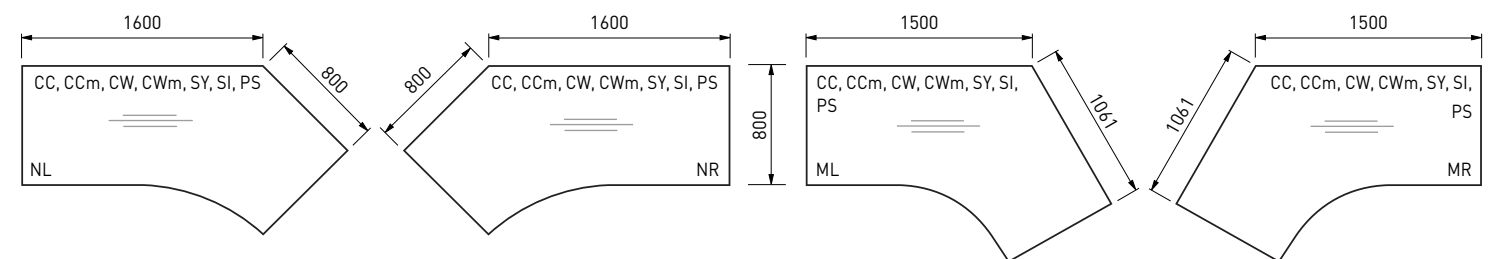 1600
1600
1500
1500
CC, CCm, CW, CWm, SY, SI, PS
800
800
CC, CCm, CW, CWm, SY, SI, PS
800
CC, CCm, CW, CWm, SY, SI,
PS
1061
1061
CC, CCm, CW, CWm, SY, SI,
PS
NL
NR
ML
MR